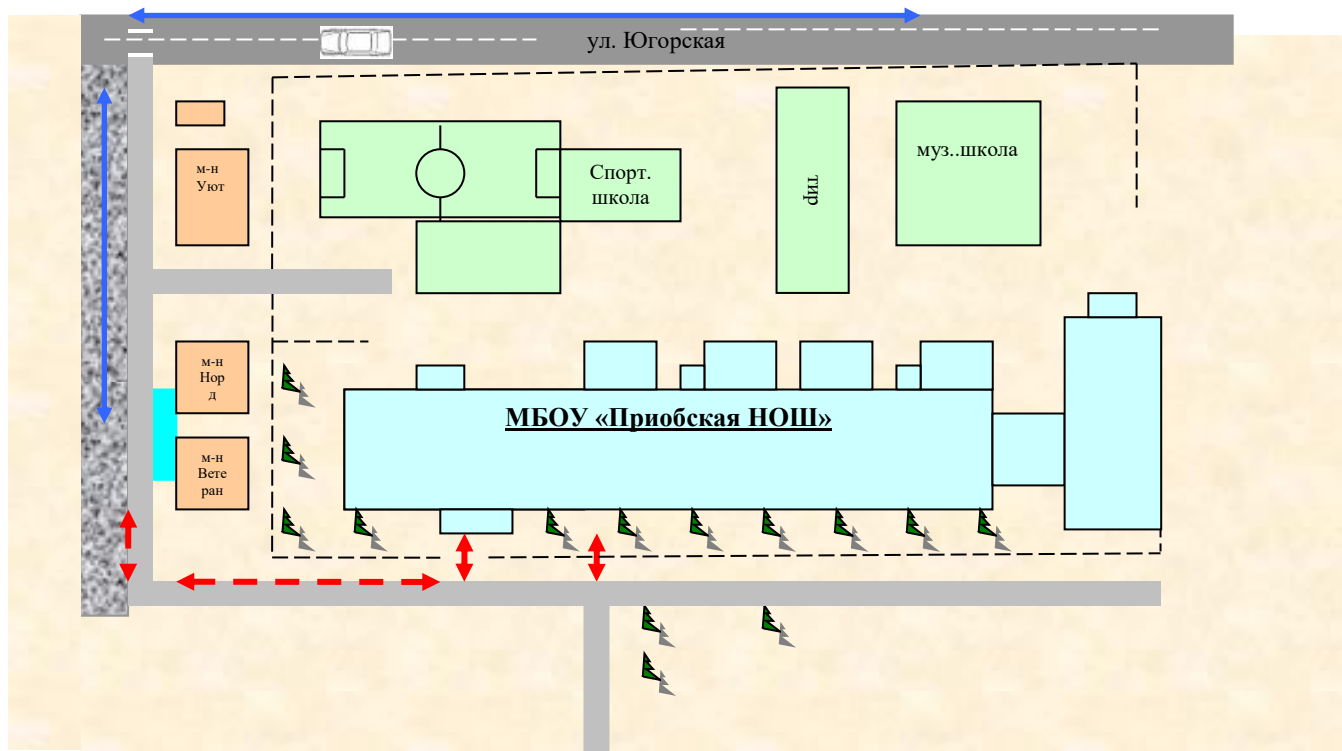 ул. Югорская
м-н
Уют
Спорт.
школа
тир
муз..школа
м-н
Нор
д
МБОУ «Приобская НОШ»
м-н
Вете
ран